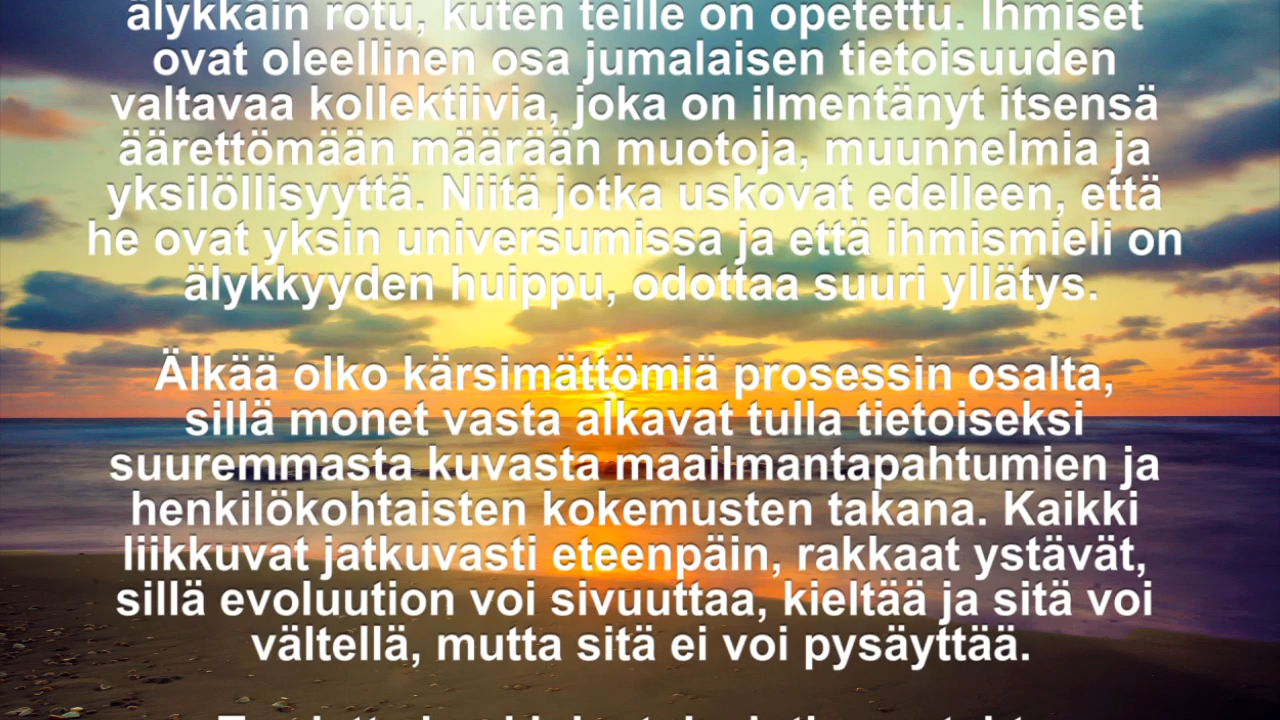 älykkäin rotu, kuten teille on opetettu. Ihmiset
ovat oleellinen osa jumalaisen tietoisuuden
valtavaa kollektiivia, joka on ilmentänyt itsensä
äärettömään määrään muotoja, muunnelmia ja
yksilöllisyyttä. Niitä jotka uskovat edelleen, että
he ovat yksin universumissa ja että ihmismieli on
älykkyyden huippu, odottaa suuri yllätys.
Älkää olko kärsimättömiä prosessin osalta,
sillä monet vasta alkavat tulla tietoiseksi
suuremmasta kuvasta maailmantapahtumien ja
henkilökohtaisten kokemusten takana. Kaikki
liikkuvat jatkuvasti eteenpäin, rakkaat ystävät,
sillä evoluution voi sivuuttaa, kieltää ja sitä voi
vältellä, mutta sitä ei voi pysäyttää.